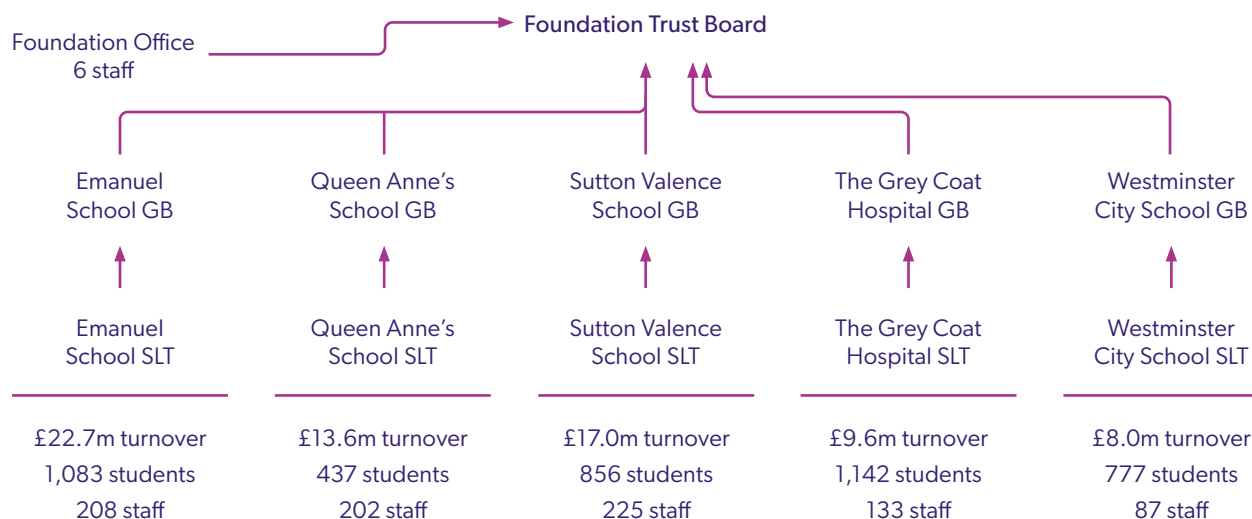 Foundation Trust Board
Foundation Office
6 staff
Emanuel
School GB
Queen Anne’s
School GB
Sutton Valence
School GB
The Grey Coat
Hospital GB
Westminster
City School GB
Emanuel
School SLT
Queen Anne’s
School SLT
Sutton Valence
School SLT
The Grey Coat
Hospital SLT
Westminster
City School SLT
£22.7m turnover
1,083 students
208 staff
£13.6m turnover
437 students
202 staff
£17.0m turnover
856 students
225 staff
£9.6m turnover
1,142 students
133 staff
£8.0m turnover
777 students
87 staff